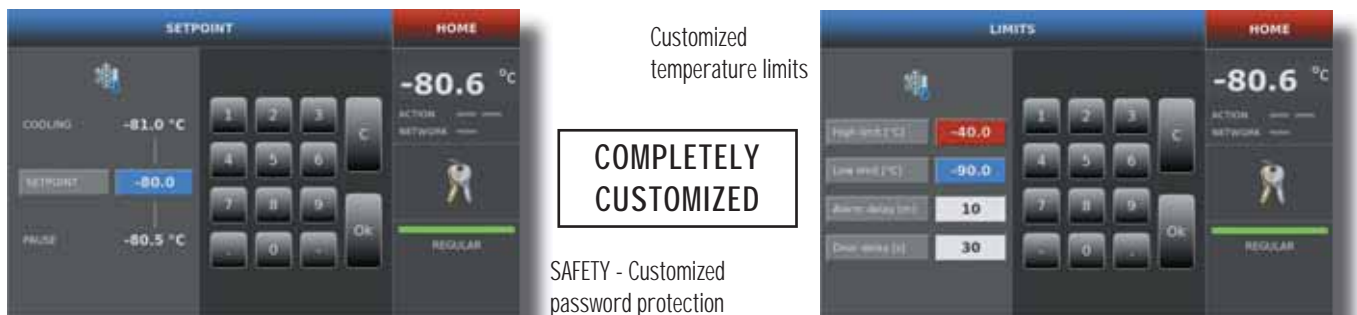 SETPOINT
HOME
-80.6 °C
ACTION
NETWORK
COOLING
-81.0 °C
SETPOINT
-80.0
PAUSE
-80.5 °C
1 2 3 C
4 5 6
7 8 9 Ok
. 0 -
REGULAR
Customized
temperature limits
COMPLETELY
CUSTOMIZED
SAFETY - Customized
password protection
LIMITS
HOME
-80.6 °C
ACTION
NETWORK
High limit [°C]
-40.0
Low limit [°C]
-90.0
Alarm delay [m]
10
Door delay [s]
30
1 2 3 C
4 5 6
7 8 9 Ok
0
REGULAR